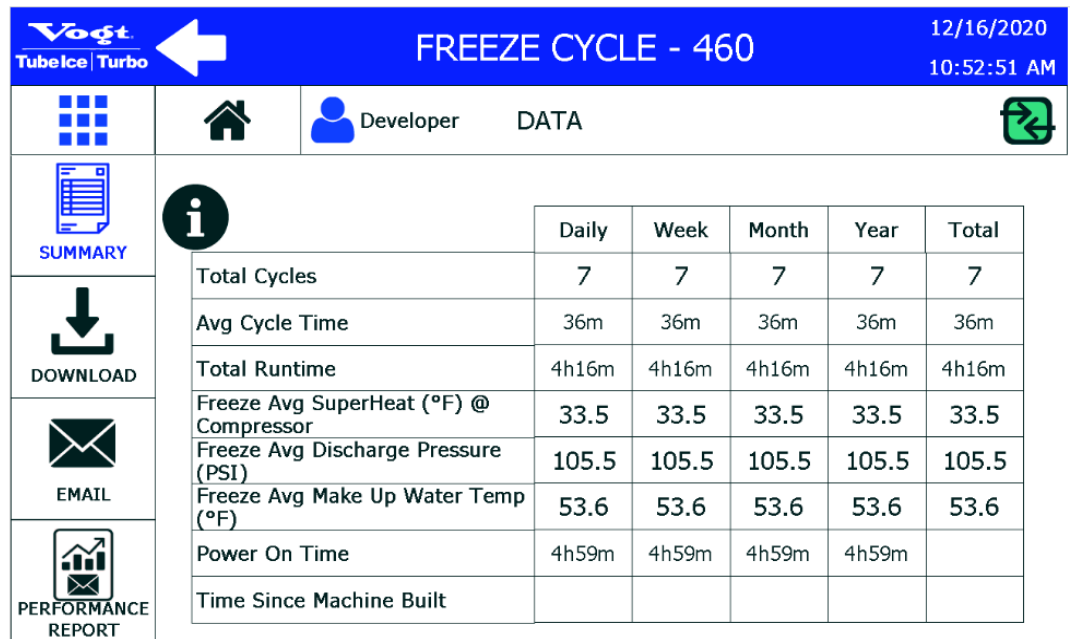 Vogt.
TubeIce | Turbo
FREEZE CYCLE - 460
12/16/2020
10:52:51 AM
Developer
DATA
SUMMARY
DOWNLOAD
EMAIL
PERFORMANCE
REPORT
i
Daily Week Month Year Total
Total Cycles 7 7 7 7 7
Avg Cycle Time 36m 36m 36m 36m 36m
Total Runtime 4h16m 4h16m 4h16m 4h16m 4h16m
Freeze Avg SuperHeat (°F) @
Compressor 33.5 33.5 33.5 33.5 33.5
Freeze Avg Discharge Pressure
(PSI) 105.5 105.5 105.5 105.5 105.5
Freeze Avg Make Up Water Temp
(°F) 53.6 53.6 53.6 53.6 53.6
Power On Time 4h59m 4h59m 4h59m 4h59m
Time Since Machine Built